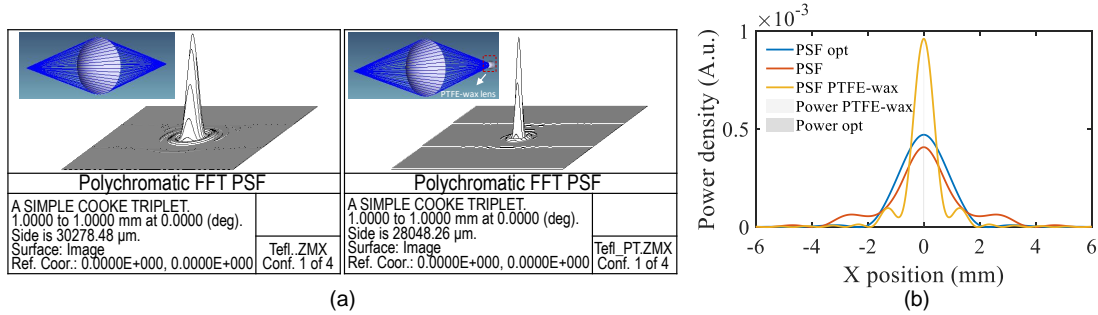 (a)
PTFE-wax lens
Polychromatic FFT PSF
A SIMPLE COOKE TRIPLET.
1.0000 to 1.0000 mm at 0.0000 (deg).
Side is 30278.48 µm.
Surface: Image
Ref. Coor.: 0.0000E+000, 0.0000E+000
Tefl..ZMX
Conf. 1 of 4
Polychromatic FFT PSF
A SIMPLE COOKE TRIPLET.
1.0000 to 1.0000 mm at 0.0000 (deg).
Side is 28048.26 µm.
Surface: Image
Ref. Coor.: 0.0000E+000, 0.0000E+000
Tefl_PT.ZMX
Conf. 1 of 4
(a)
b)
×10⁻³
1
0.5
0
Power density (A.u.)
PSF opt
PSF
PSF PTFE-wax
Power PTFE-wax
Power opt
-6 -4 -2 0 2 4 6
X position (mm)
(b)